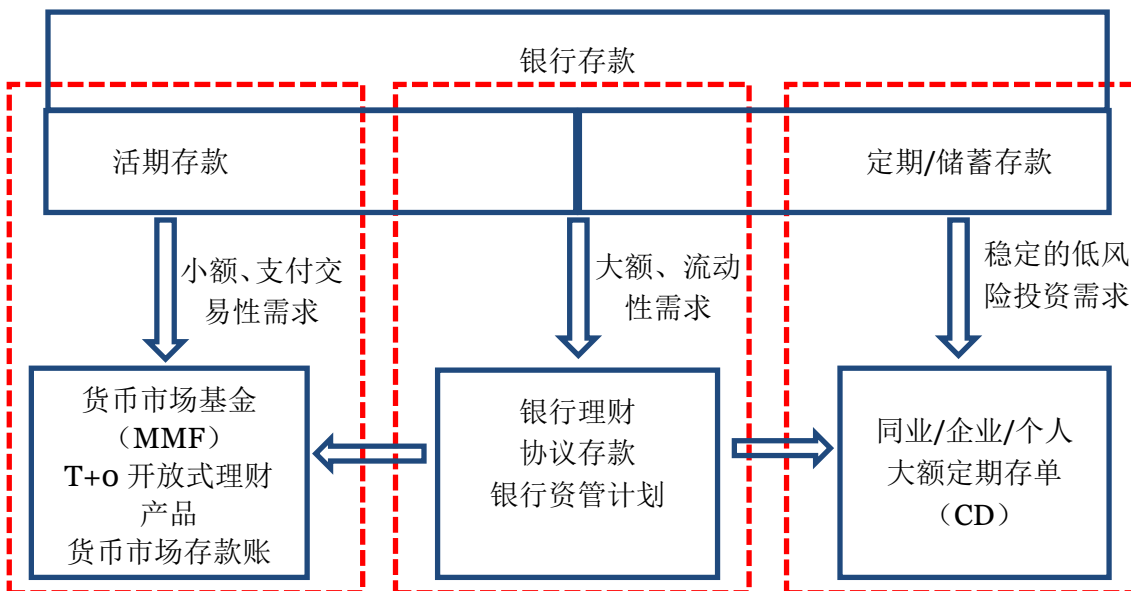 银行存款
活期存款
定期/储蓄存款
小额、支付交
易性需求
大额、流动
性需求
稳定的低风
险投资需求
货币市场基金
（MMF）
T+0 开放式理财
产品
货币市场存款账
银行理财
协议存款
银行资管计划
同业/企业/个人
大额定期存单
（CD）